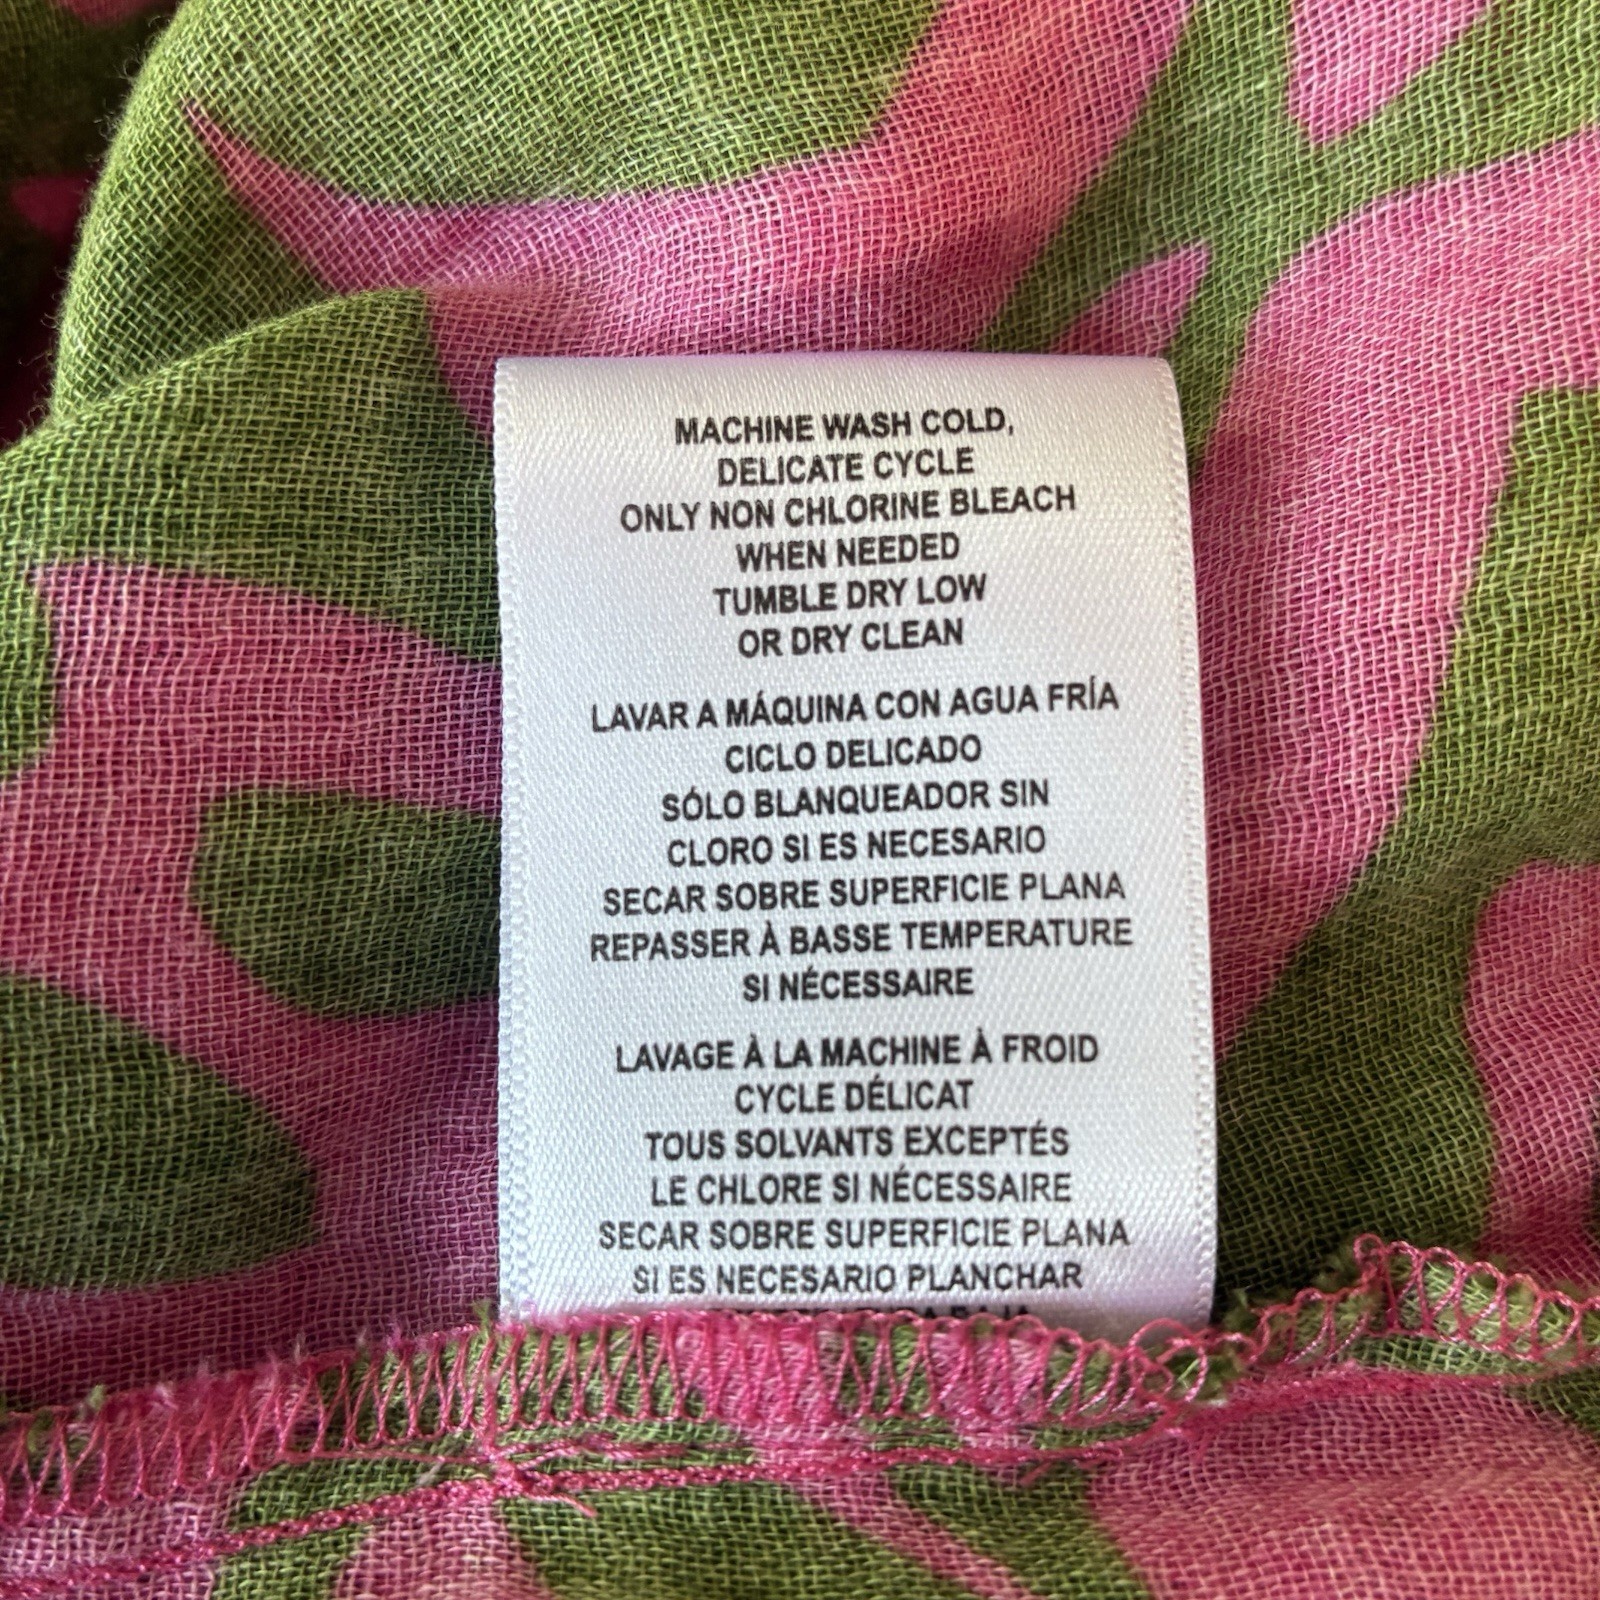 MACHINE WASH COLD,
DELICATE CYCLE
ONLY NON CHLORINE BLEACH
WHEN NEEDED
TUMBLE DRY LOW
OR DRY CLEAN
LAVAR A MÁQUINA CON AGUA FRÍA
CICLO DELICADO
SÓLO BLANQUEADOR SIN
CLORO SI ES NECESARIO
SECAR SOBRE SUPERFICIE PLANA
REPASSER À BASSE TEMPERATURE
SI NÉCESSAIRE
LAVAGE À LA MACHINE À FROID
CYCLE DÉLICAT
TOUS SOLVANTS EXCEPTÉS
LE CHLORE SI NÉCESSAIRE
SECAR SOBRE SUPERFICIE PLANA
SI ES NECESARIO PLANCHAR